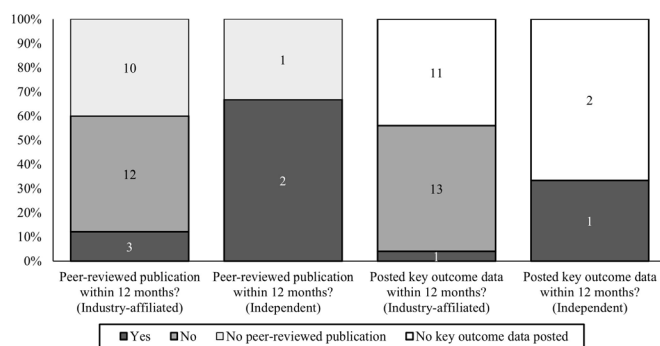 100%
90%
80%
70%
60%
50%
40%
30%
20%
10%
0%
10
12
3
1
2
11
13
1
2
1
Peer-reviewed publication
within 12 months?
(Industry-affiliated)
Peer-reviewed publication
within 12 months?
(Independent)
Posted key outcome data
within 12 months?
(Industry-affiliated)
Posted key outcome data
within 12 months?
(Independent)
Yes No No peer-reviewed publication No key outcome data posted